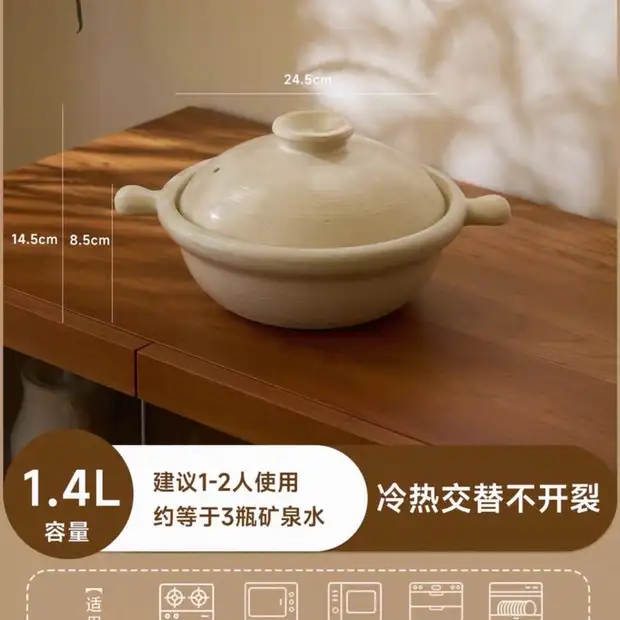 24.5cm
14.5cm
8.5cm
1.4L
容量
建议1-2人使用
约等于3瓶矿泉水
冷热交替不开裂
【适